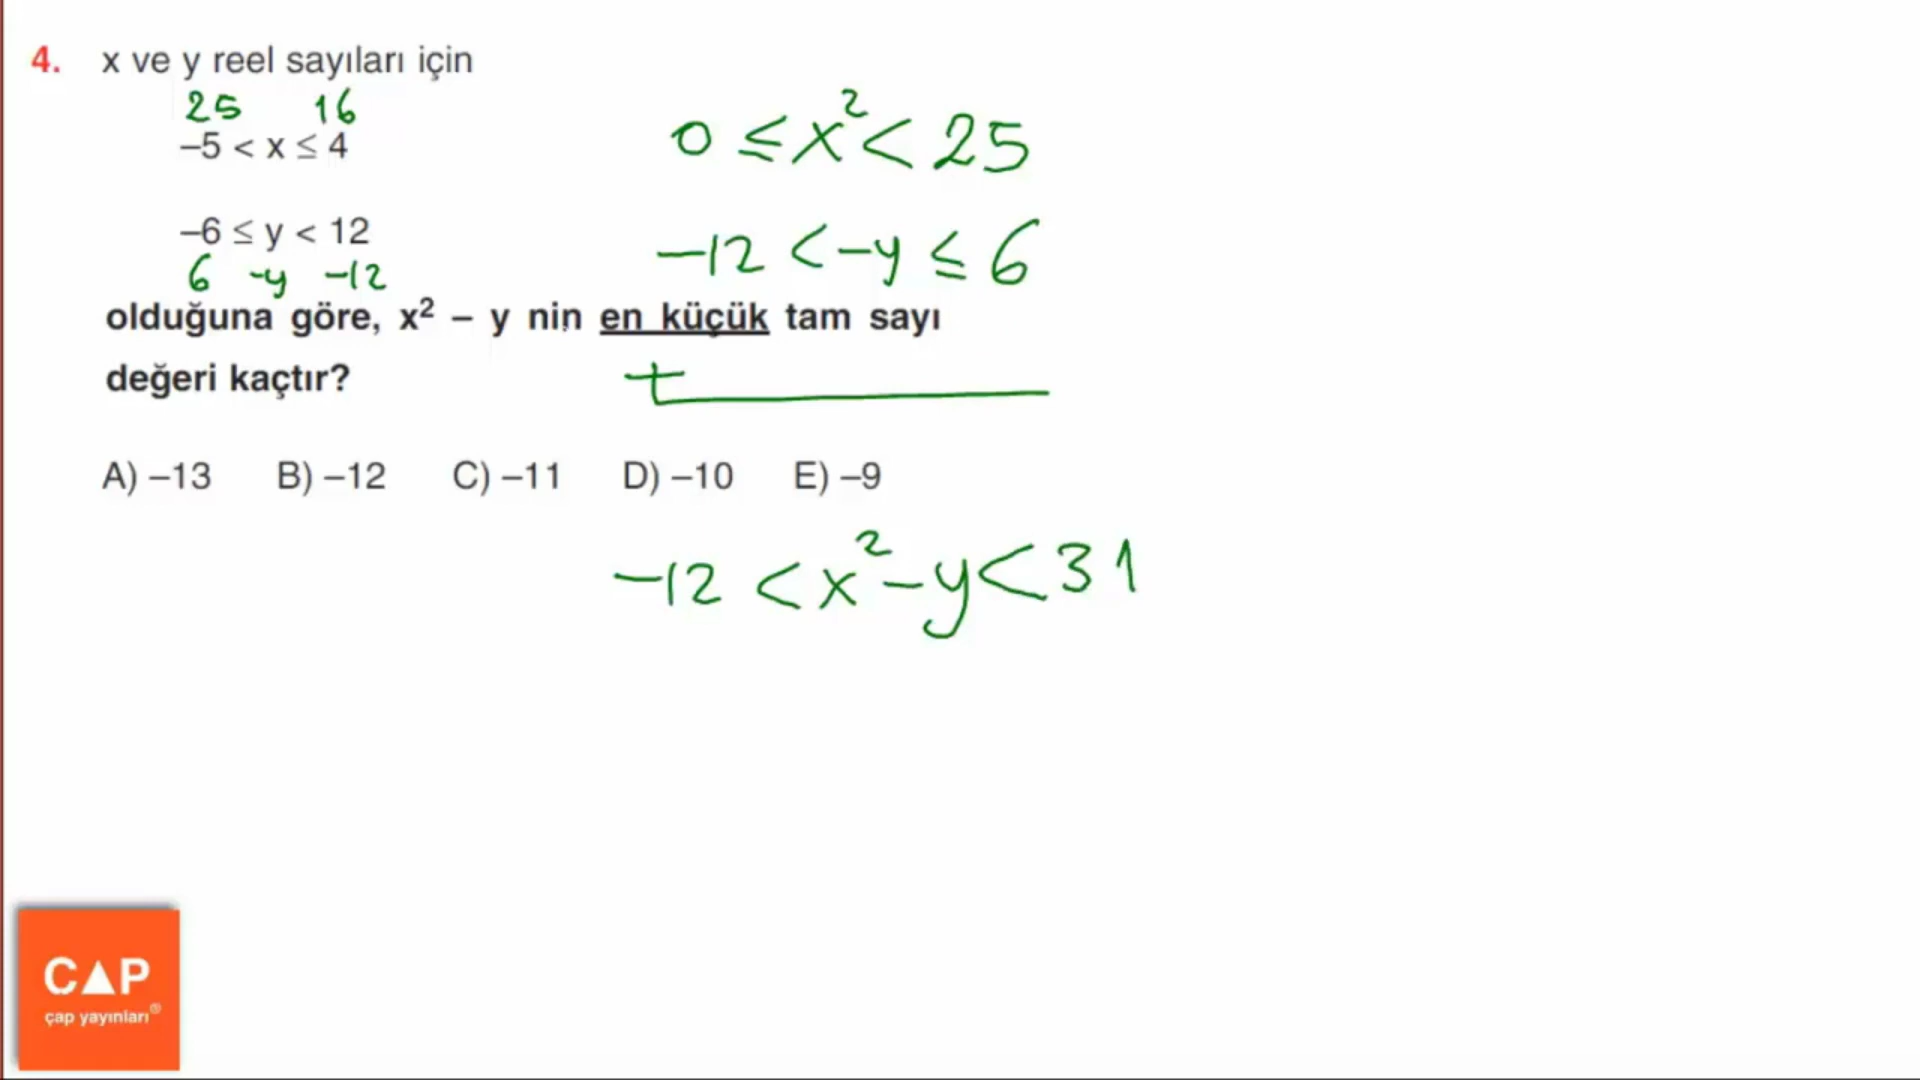 4. x ve y reel sayıları için
25 16
–5 < x ≤ 4
–6 ≤ y < 12
6 -y -12
olduğuna göre, x² – y nin en küçük tam sayı
değeri kaçtır?
A) –13 B) –12 C) –11 D) –10 E) –9
0 ≤ x² < 25
-12 < -y ≤ 6
+
-12 < x² - y < 31
CAP
çap yayınları®